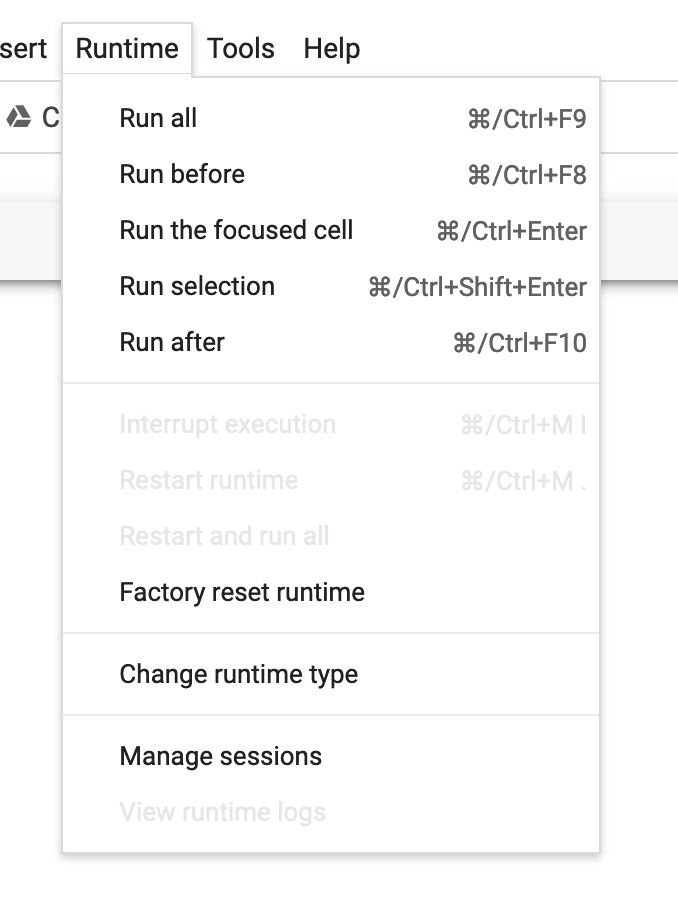 sert Runtime Tools Help
C
Run all ⌘/Ctrl+F9
Run before ⌘/Ctrl+F8
Run the focused cell ⌘/Ctrl+Enter
Run selection ⌘/Ctrl+Shift+Enter
Run after ⌘/Ctrl+F10
Interrupt execution ⌘/Ctrl+M I
Restart runtime ⌘/Ctrl+M .
Restart and run all
Factory reset runtime
Change runtime type
Manage sessions
View runtime logs